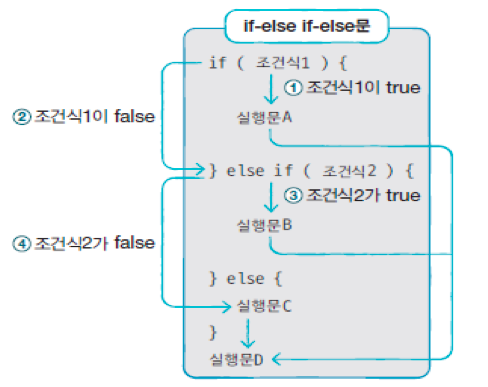 if-else if-else문
if ( 조건식1 ) {
① 조건식1이 true
② 조건식1이 false
실행문A
} else if ( 조건식2 ) {
③ 조건식2가 true
실행문B
④ 조건식2가 false
} else {
실행문C
}
실행문D